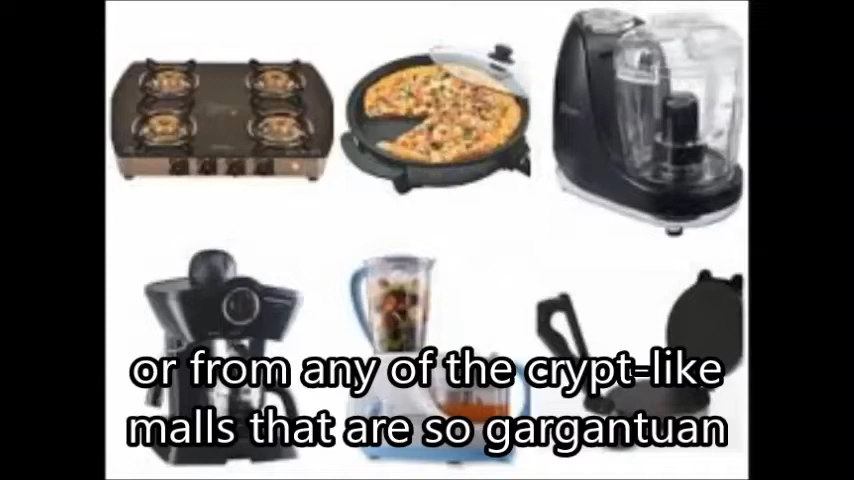 or from any of the crypt-like
malls that are so gargantuan